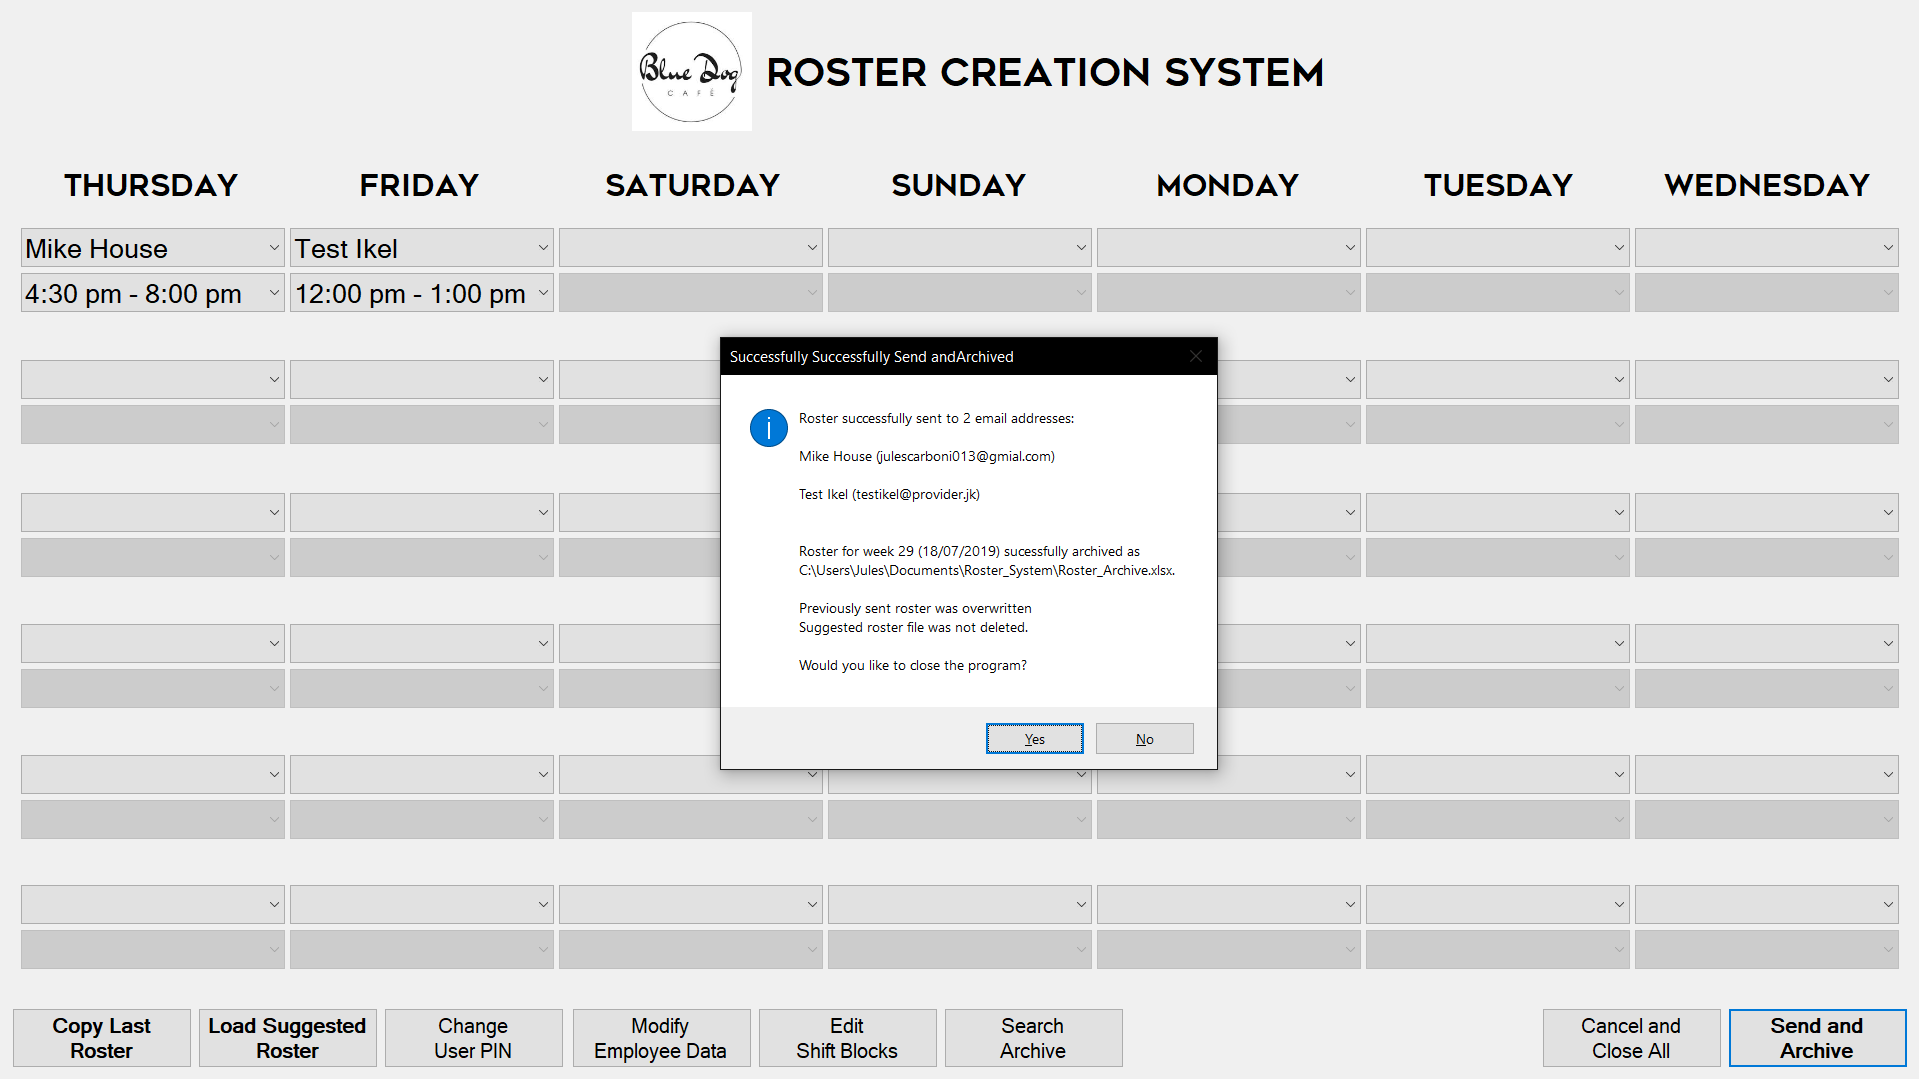 Blue Dog
CAFÉ
ROSTER CREATION SYSTEM
THURSDAY FRIDAY SATURDAY SUNDAY MONDAY TUESDAY WEDNESDAY
Mike House Test Ikel
4:30 pm - 8:00 pm 12:00 pm - 1:00 pm
Successfully Successfully Send andArchived
Roster successfully sent to 2 email addresses:
Mike House (julescarboni013@gmial.com)
Test Ikel (testikel@provider.jk)
Roster for week 29 (18/07/2019) sucessfully archived as
C:\Users\Jules\Documents\Roster_System\Roster_Archive.xlsx.
Previously sent roster was overwritten
Suggested roster file was not deleted.
Would you like to close the program?
Yes No
Copy Last
Roster
Load Suggested
Roster
Change
User PIN
Modify
Employee Data
Edit
Shift Blocks
Search
Archive
Cancel and
Close All
Send and
Archive